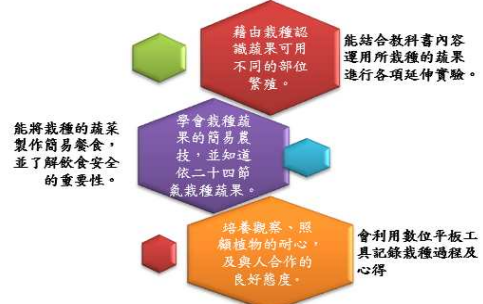 藉由栽種認
識蔬果可用
不同的部位
繁殖。
能結合教科書內容
運用所栽種的蔬果
進行各項延伸實驗。
學會栽種蔬
果的簡易農
技，並知道
依二十四節
氣栽種蔬果。
能將栽種的蔬菜
製作簡易餐食，
並了解飲食安全
的重要性。
培養觀察、照
顧植物的耐心，
及與人合作的
良好態度。
會利用數位平板工
具記錄栽種過程及
心得